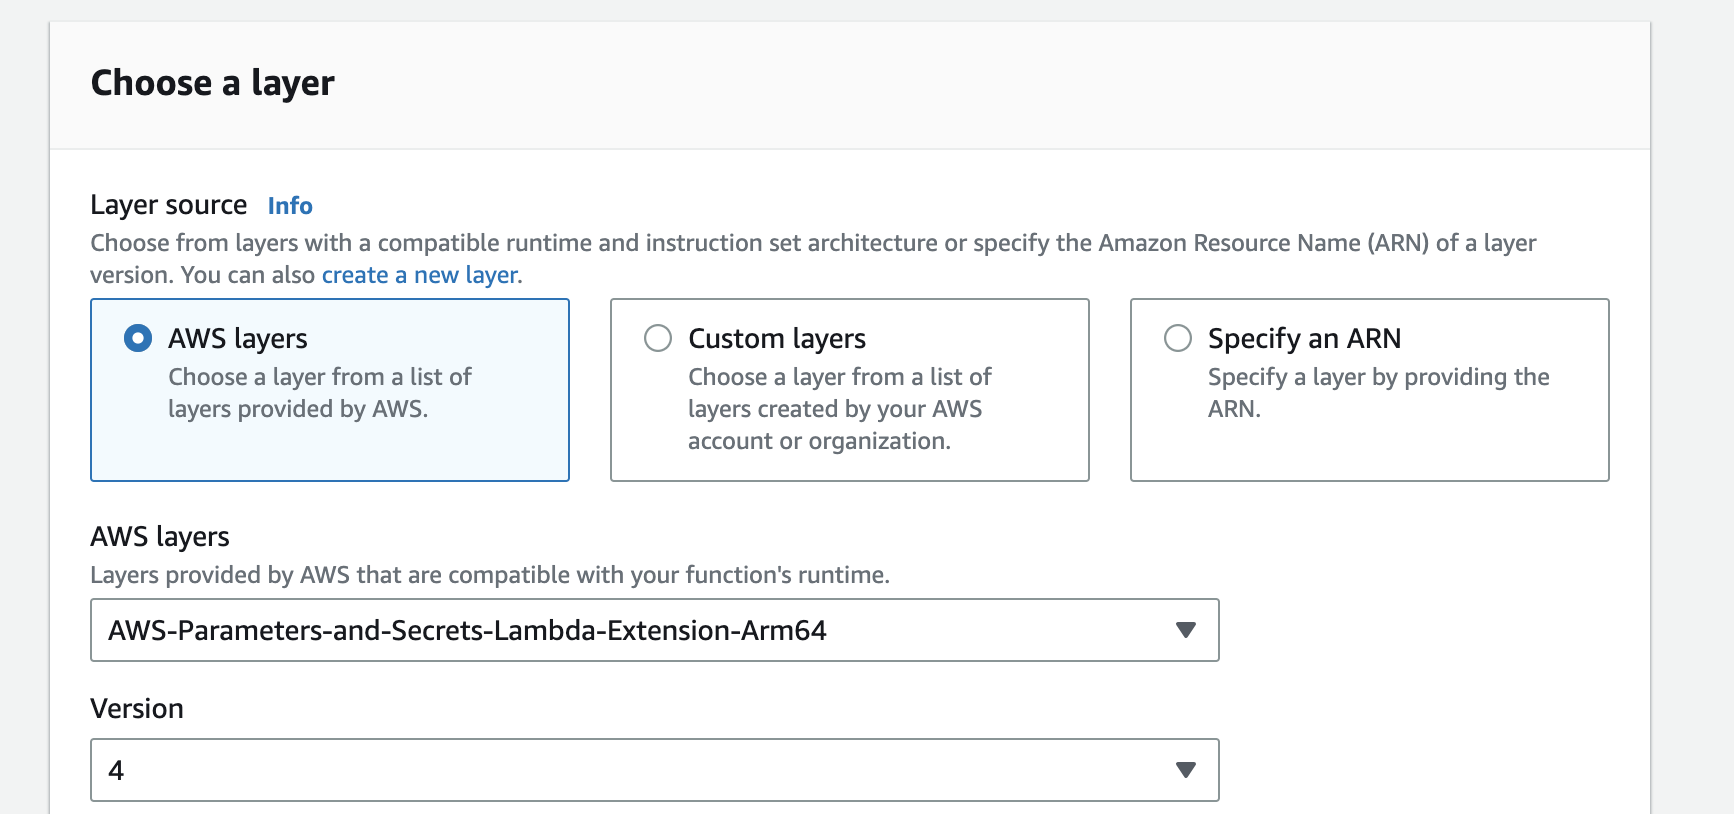 Choose a layer
Layer source Info
Choose from layers with a compatible runtime and instruction set architecture or specify the Amazon Resource Name (ARN) of a layer
version. You can also create a new layer.
AWS layers
Choose a layer from a list of
layers provided by AWS.
Custom layers
Choose a layer from a list of
layers created by your AWS
account or organization.
Specify an ARN
Specify a layer by providing the
ARN.
AWS layers
Layers provided by AWS that are compatible with your function's runtime.
AWS-Parameters-and-Secrets-Lambda-Extension-Arm64
Version
4